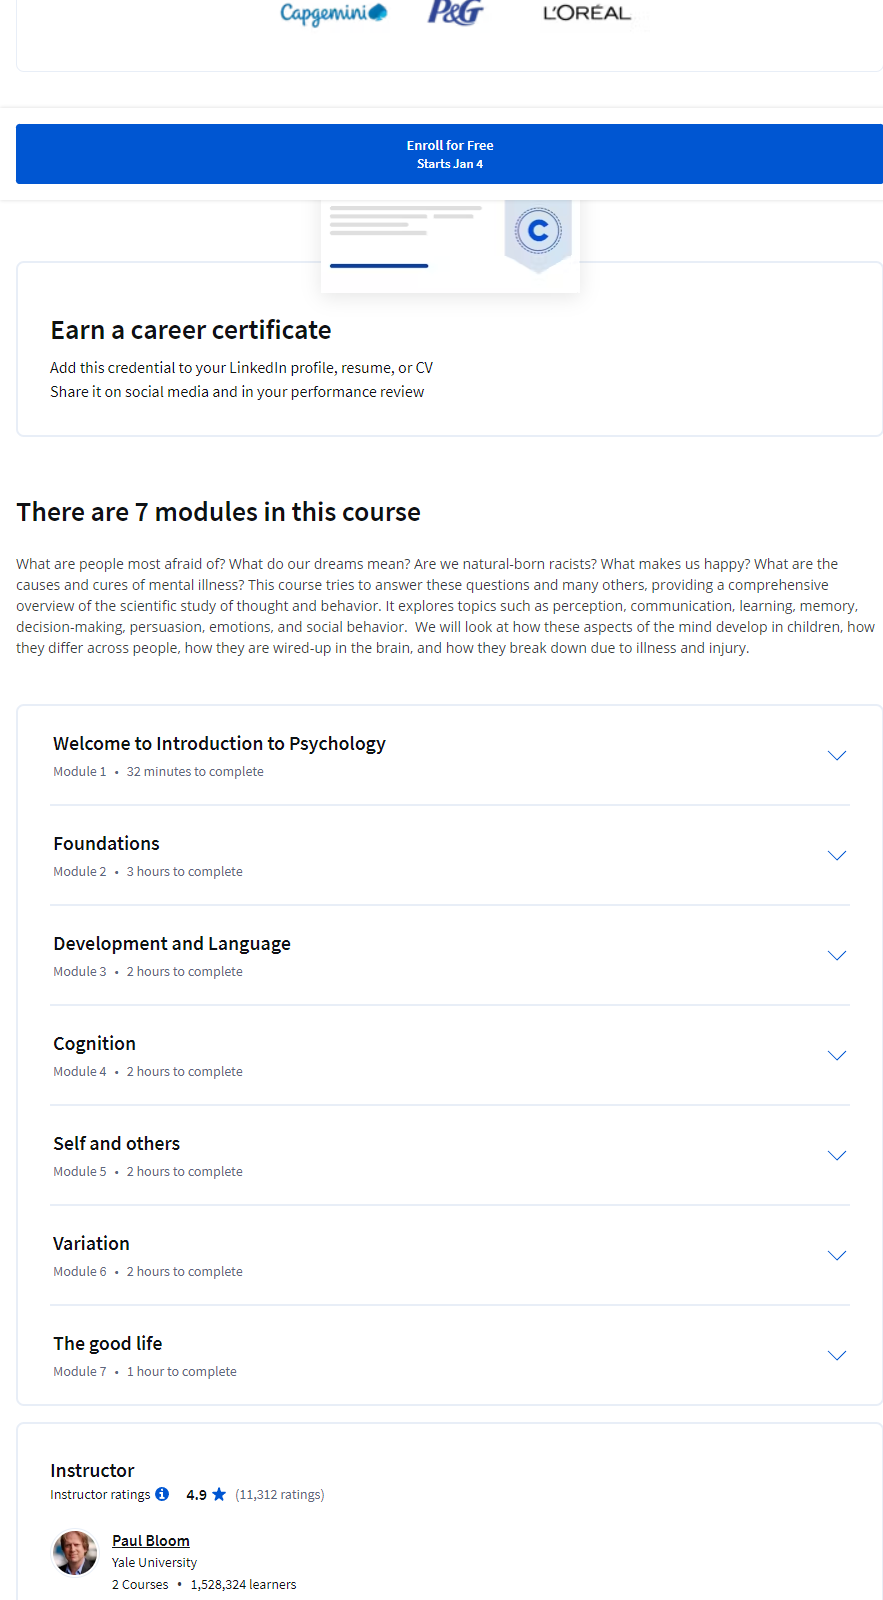 Capgemini
P&G
L'ORÉAL
Enroll for Free
Starts Jan 4
C
Earn a career certificate
Add this credential to your LinkedIn profile, resume, or CV
Share it on social media and in your performance review
There are 7 modules in this course
What are people most afraid of? What do our dreams mean? Are we natural-born racists? What makes us happy? What are the
causes and cures of mental illness? This course tries to answer these questions and many others, providing a comprehensive
overview of the scientific study of thought and behavior. It explores topics such as perception, communication, learning, memory,
decision-making, persuasion, emotions, and social behavior.  We will look at how these aspects of the mind develop in children, how
they differ across people, how they are wired-up in the brain, and how they break down due to illness and injury.
Welcome to Introduction to Psychology
Module 1 • 32 minutes to complete
Foundations
Module 2 • 3 hours to complete
Development and Language
Module 3 • 2 hours to complete
Cognition
Module 4 • 2 hours to complete
Self and others
Module 5 • 2 hours to complete
Variation
Module 6 • 2 hours to complete
The good life
Module 7 • 1 hour to complete
Instructor
Instructor ratings 4.9 (11,312 ratings)
Paul Bloom
Yale University
2 Courses • 1,528,324 learners